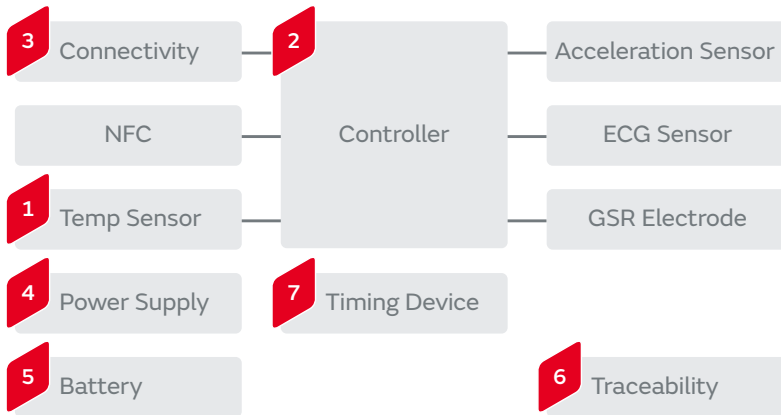 3 Connectivity
2
Acceleration Sensor
NFC
Controller
ECG Sensor
1 Temp Sensor
GSR Electrode
4 Power Supply
7 Timing Device
5 Battery
6 Traceability